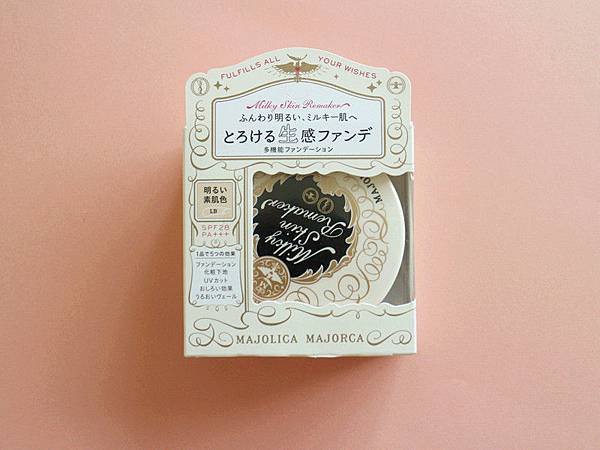 FULFILLS ALL YOUR WISHES
Milky Skin Remaker
ふんわり明るい、ミルキー肌へ
とろける生感ファンデ
多機能ファンデーション
明るい
素肌色
LB
SPF28
PA+++
1品で5つの効果
ファンデーション
化粧下地
UVカット
おしろい効果
うるおいヴェール
MAJOL
Milky
Skin
Remaker
MAJOLICA MAJORCA